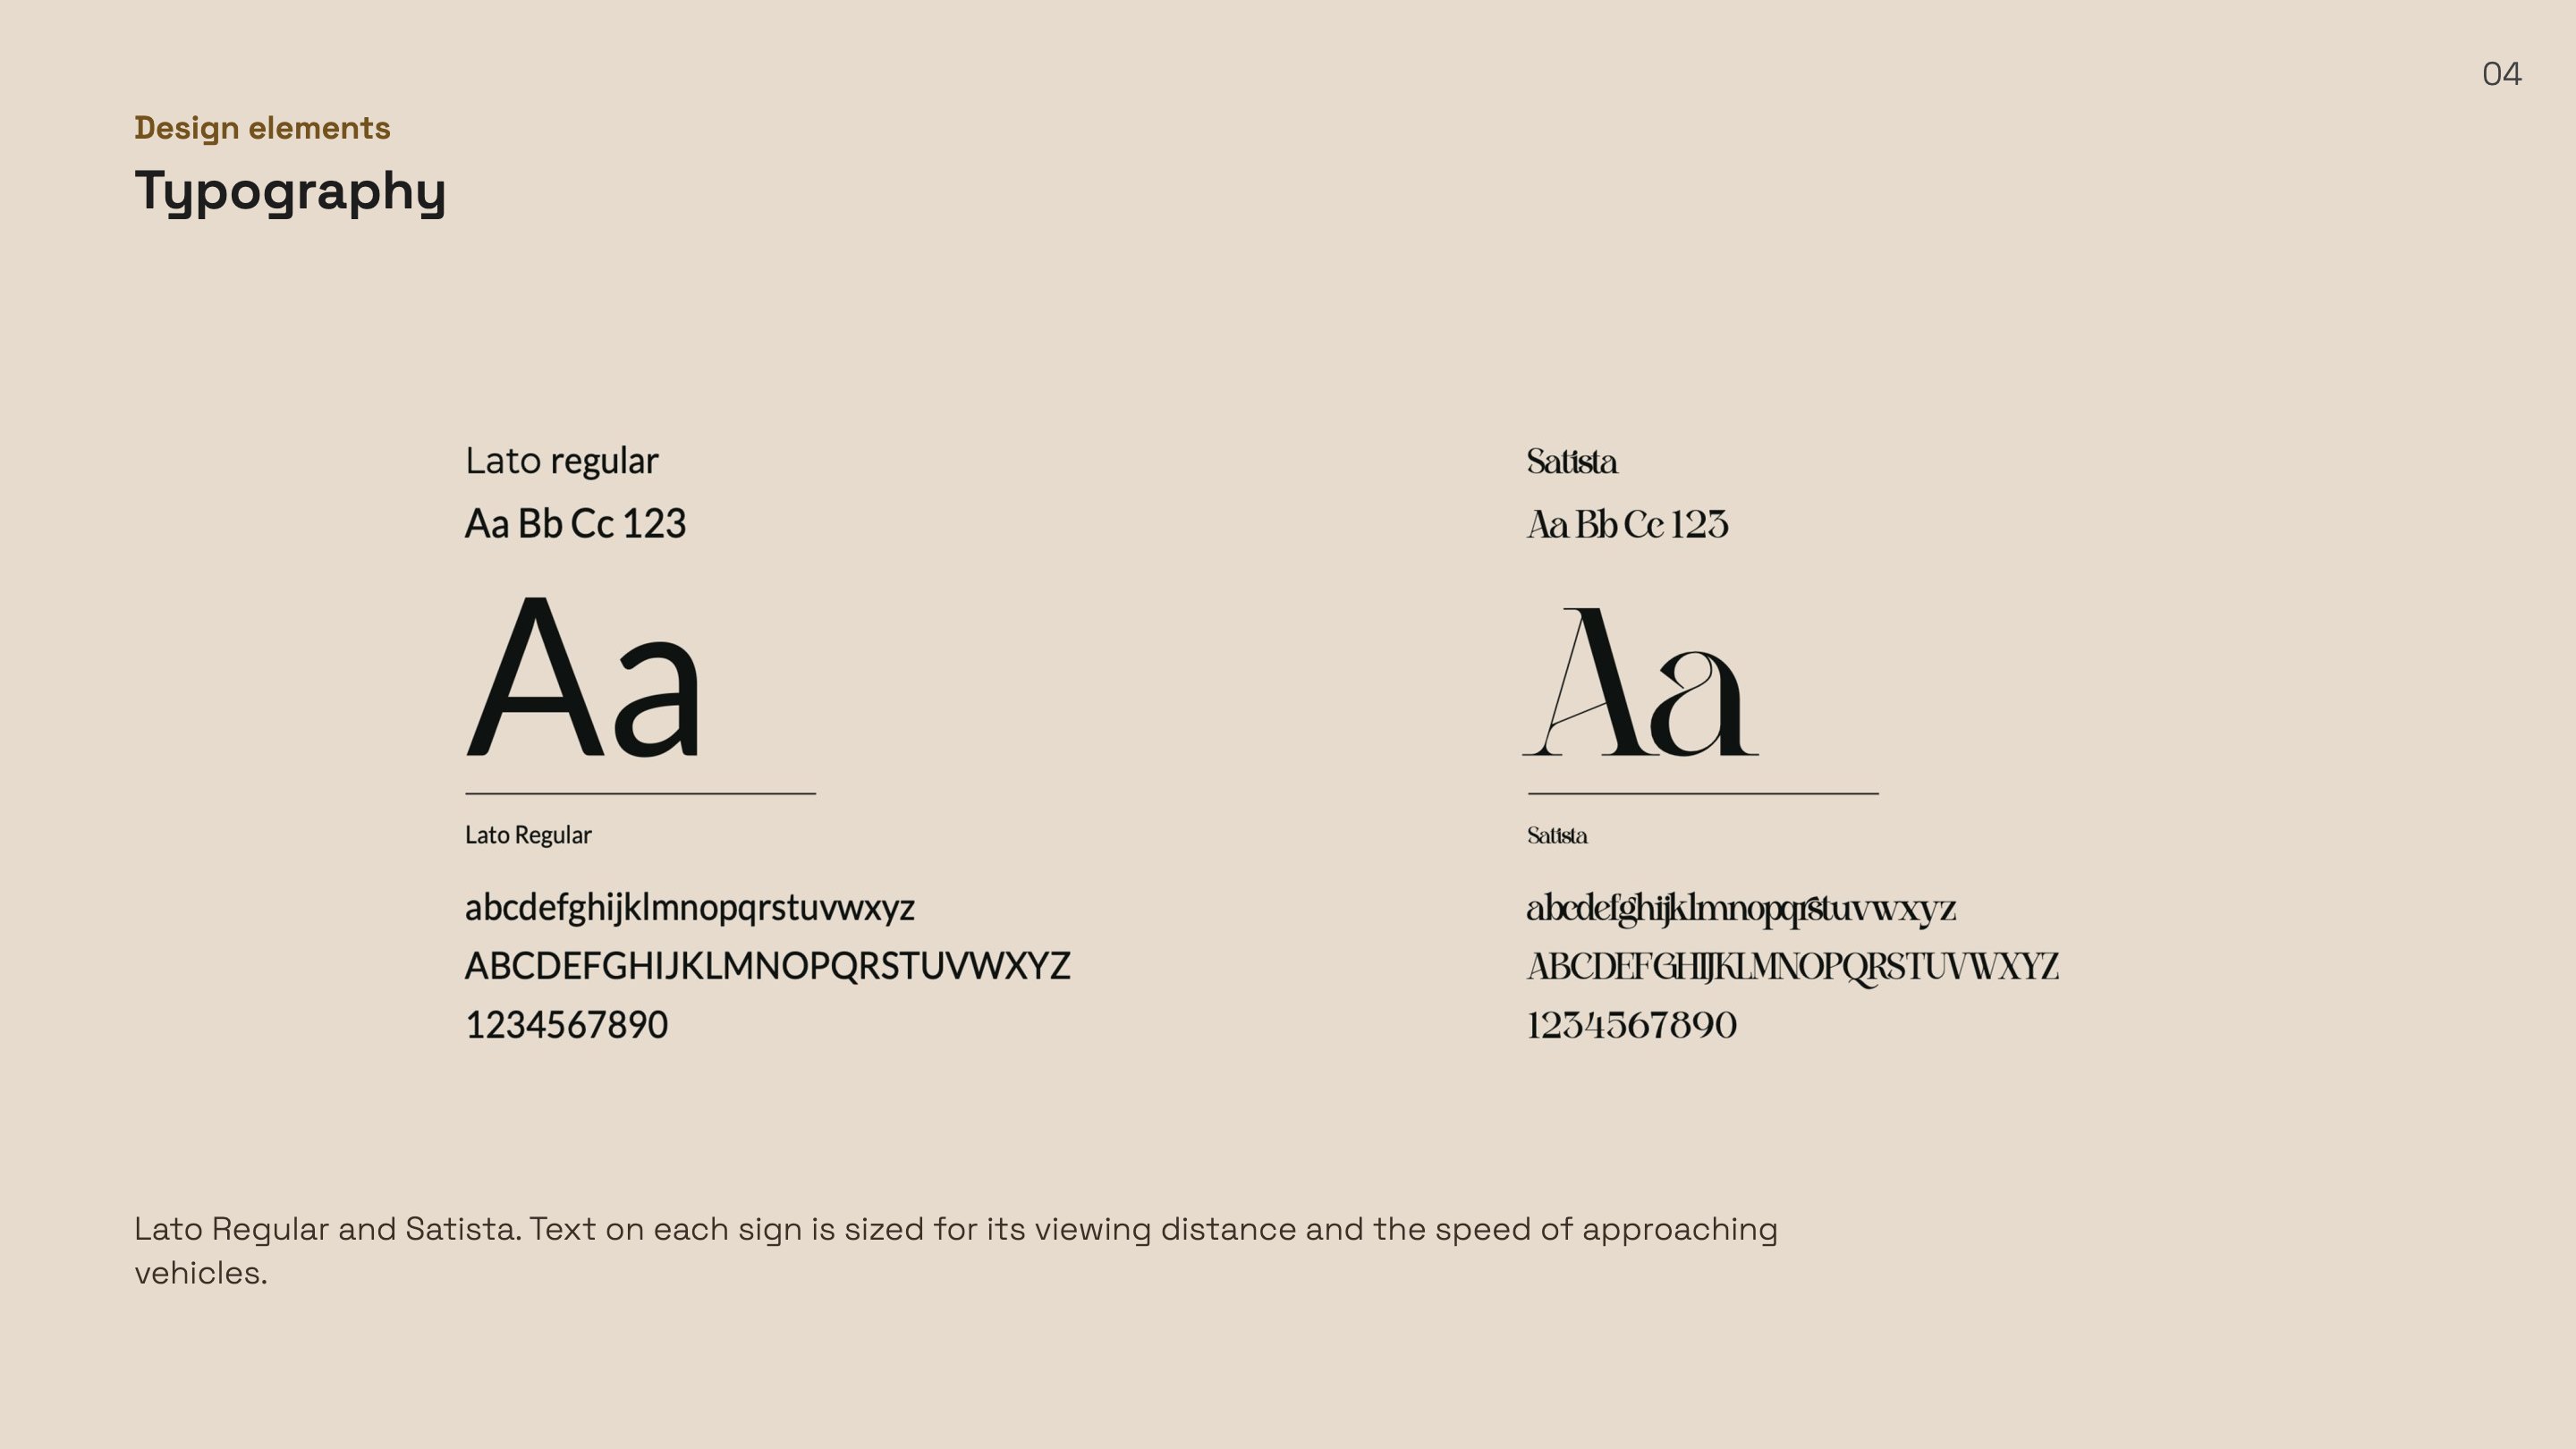 04
Design elements
Typography
Lato regular
Aa Bb Cc 123
Aa
Lato Regular
abcdefghijklmnopqrstuvwxyz
ABCDEFGHIJKLMNOPQRSTUVWXYZ
1234567890
Satista
Aa Bb Cc 123
Aa
Satista
abcdefghijklmnopqrstuvwxyz
ABCDEFGHIJKLMNOPQRSTUVWXYZ
1234567890
Lato Regular and Satista. Text on each sign is sized for its viewing distance and the speed of approaching
vehicles.